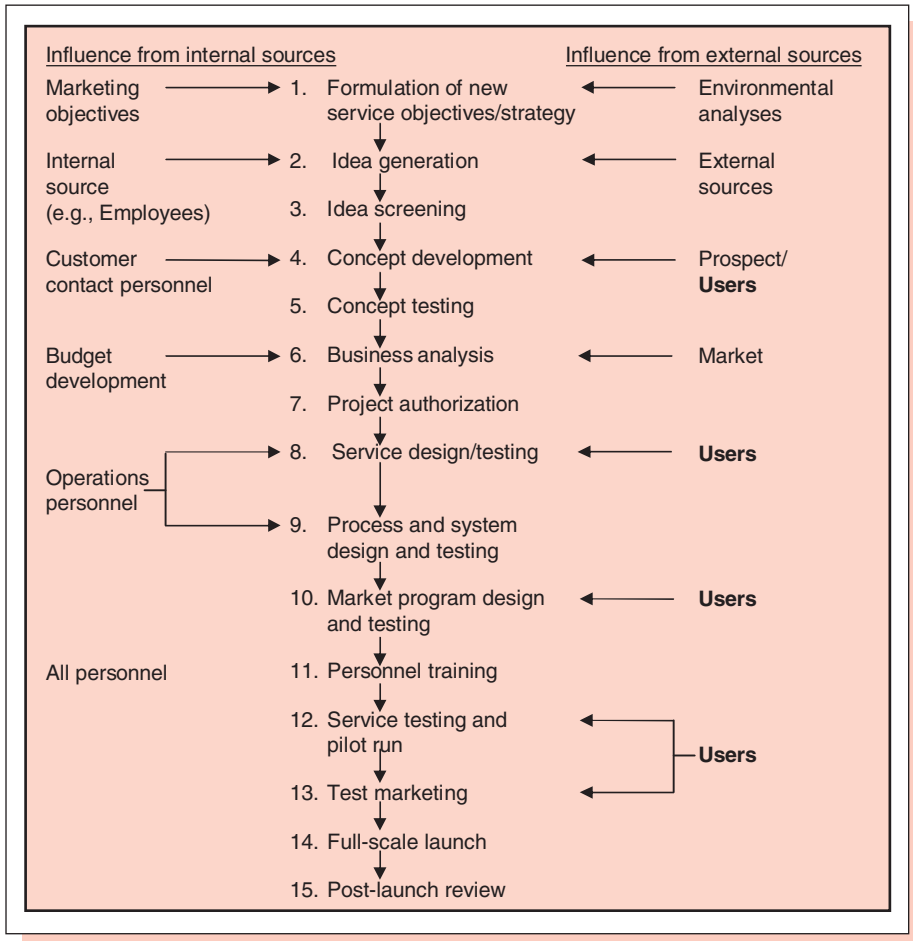 Influence from internal sources
Influence from external sources
Marketing
objectives
1. Formulation of new
service objectives/strategy
Environmental
analyses
Internal
source
(e.g., Employees)
2. Idea generation
External
sources
3. Idea screening
Customer
contact personnel
4. Concept development
Prospect/
Users
5. Concept testing
Budget
development
6. Business analysis
Market
7. Project authorization
Operations
personnel
8. Service design/testing
Users
9. Process and system
design and testing
10. Market program design
and testing
Users
All personnel
11. Personnel training
12. Service testing and
pilot run
Users
13. Test marketing
14. Full-scale launch
15. Post-launch review